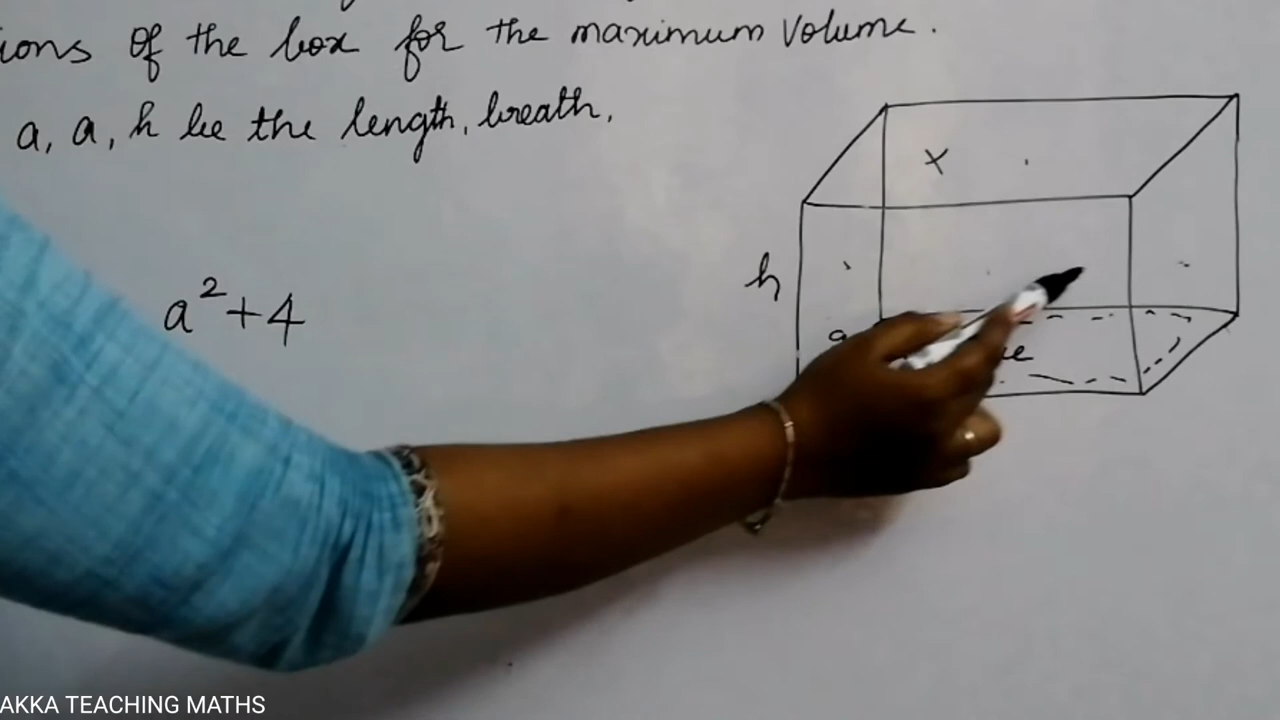 ions of the box for the maximum volume.
a, a, h be the length, breath,
x
h
a² + 4
a
AKKA TEACHING MATHS